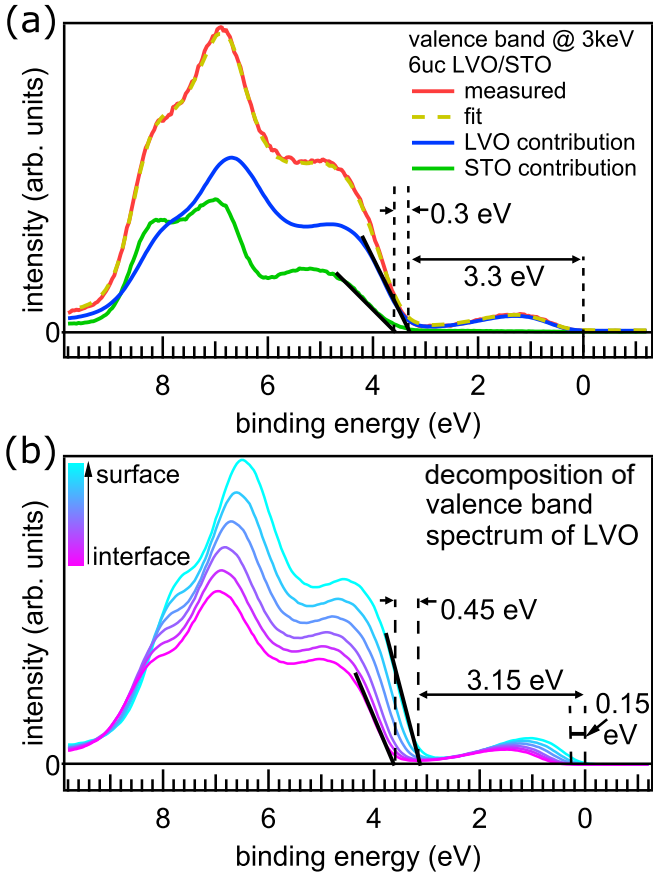 (a)
valence band @ 3keV
6uc LVO/STO
measured
fit
LVO contribution
STO contribution
0.3 eV
3.3 eV
intensity (arb. units)
0
8 6 4 2 0
binding energy (eV)
(b)
surface
interface
decomposition of
valence band
spectrum of LVO
0.45 eV
3.15 eV
0.15
eV
intensity (arb. units)
0
8 6 4 2 0
binding energy (eV)